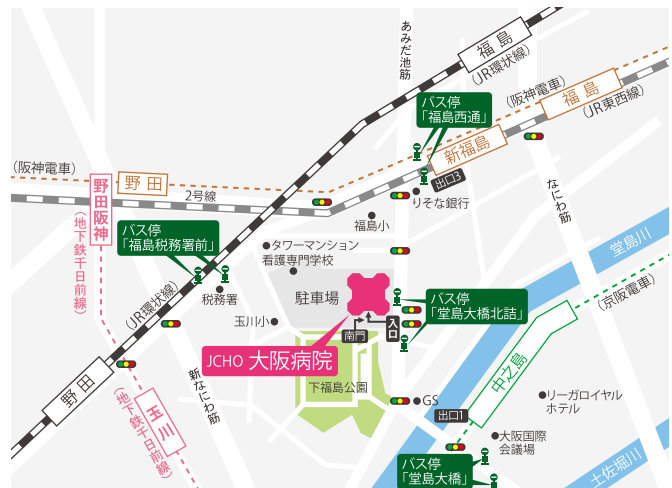 あみだ池筋
福島
(JR環状線)
(阪神電車)
福島
(JR東西線)
バス停
「福島西通」
新福島
出口3
りそな銀行
なにわ筋
(阪神電車)
野田
2号線
野田阪神
(地下鉄千日前線)
福島小
バス停
「福島税務署前」
タワーマンション
看護専門学校
税務署
(JR環状線)
玉川小
駐車場
南門
入口
バス停
「堂島大橋北詰」
堂島川
(京阪電車)
中之島
JCHO 大阪病院
下福島公園
野田
新なにわ筋
玉川
(地下鉄千日前線)
GS
出口1
リーガロイヤル
ホテル
大阪国際
会議場
バス停
「堂島大橋」
土佐堀川